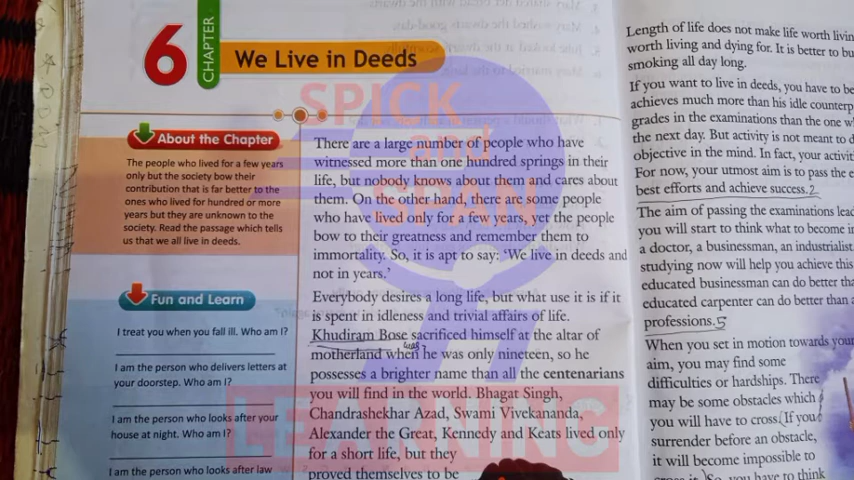 6
CHAPTER
We Live in Deeds
About the Chapter
The people who lived for a few years
only but the society bow their
contribution that is far better to the
ones who lived for hundred or more
years but they are unknown to the
society. Read the passage which tells
us that we all live in deeds.
Fun and Learn
I treat you when you fall ill. Who am I?
I am the person who delivers letters at
your doorstep. Who am I?
I am the person who looks after your
house at night. Who am I?
I am the person who looks after law
There are a large number of people who have
witnessed more than one hundred springs in their
life, but nobody knows about them and cares about
them. On the other hand, there are some people
who have lived only for a few years, yet the people
bow to their greatness and remember them to
immortality. So, it is apt to say: ‘We live in deeds and
not in years.’
Everybody desires a long life, but what use it is if it
is spent in idleness and trivial affairs of life.
Khudiram Bose sacrificed himself at the altar of
motherland when he was only nineteen, so he
possesses a brighter name than all the centenarians
you will find in the world. Bhagat Singh,
Chandrashekhar Azad, Swami Vivekananda,
Alexander the Great, Kennedy and Keats lived only
for a short life, but they
proved themselves to be
Length of life does not make life worth
worth living and dying for. It is better to
smoking all day long.
If you want to live in deeds, you have to
achieves much more than his idle
grades in the examinations than the one
the next day. But activity is not meant to
objective in the mind. In fact, your
For now, your utmost aim is to pass the
best efforts and achieve success. 2
The aim of passing the examinations
you will start to think what to become
a doctor, a businessman, an industrialist
studying now will help you achieve this
educated businessman can do better
educated carpenter can do better than
professions. 5
When you set in motion towards your
aim, you may find some
difficulties or hardships. There
may be some obstacles which
you will have to cross. If you
surrender before an obstacle,
it will become impossible to
you have to think
SPICK
and
SPAN
LEARNING